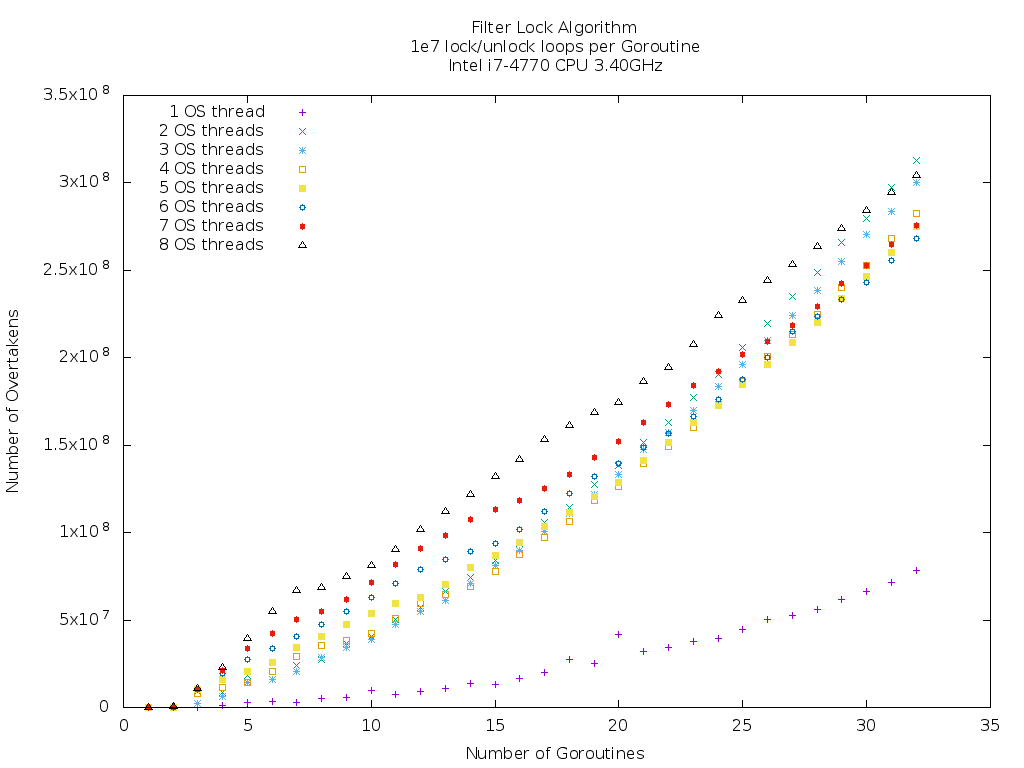 Filter Lock Algorithm
1e7 lock/unlock loops per Goroutine
Intel i7-4770 CPU 3.40GHz
3.5x10^8
3x10^8
2.5x10^8
2x10^8
1.5x10^8
1x10^8
5x10^7
0
Number of Overtakens
1 OS thread
2 OS threads
3 OS threads
4 OS threads
5 OS threads
6 OS threads
7 OS threads
8 OS threads
0 5 10 15 20 25 30 35
Number of Goroutines